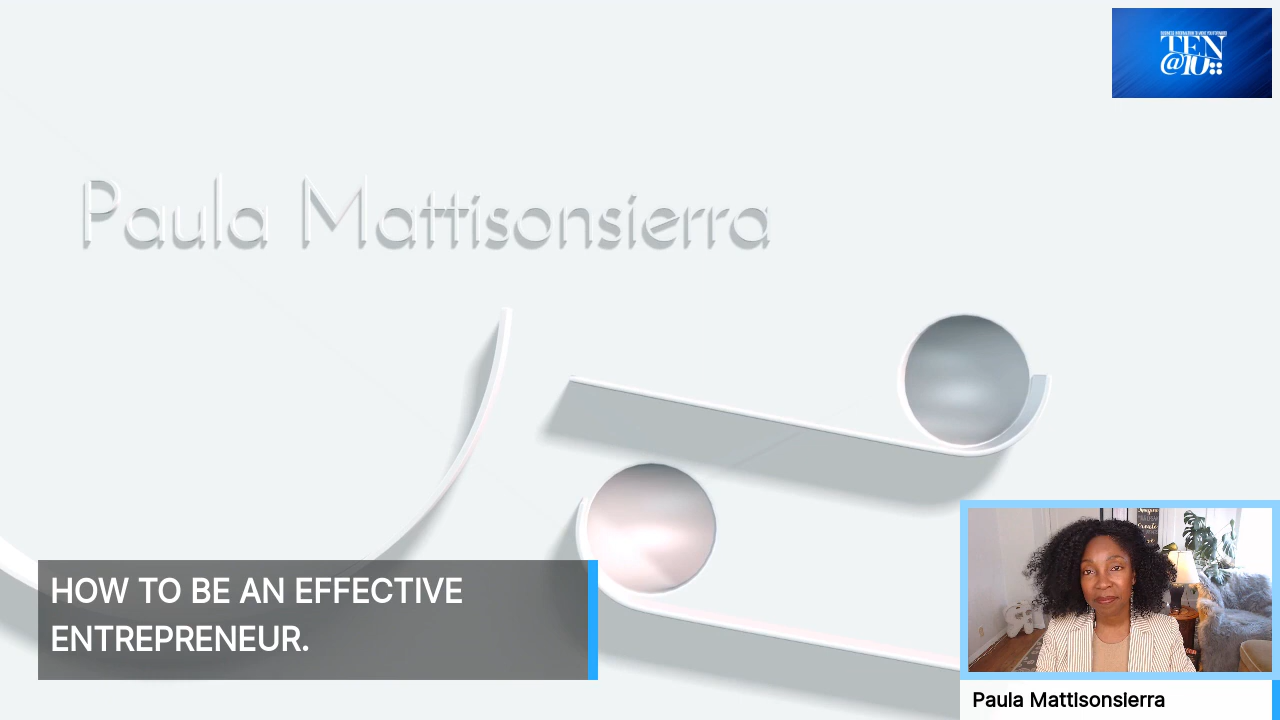 TEN
@10
Paula Mattisonsierra
HOW TO BE AN EFFECTIVE
ENTREPRENEUR.
Paula Mattisonsierra